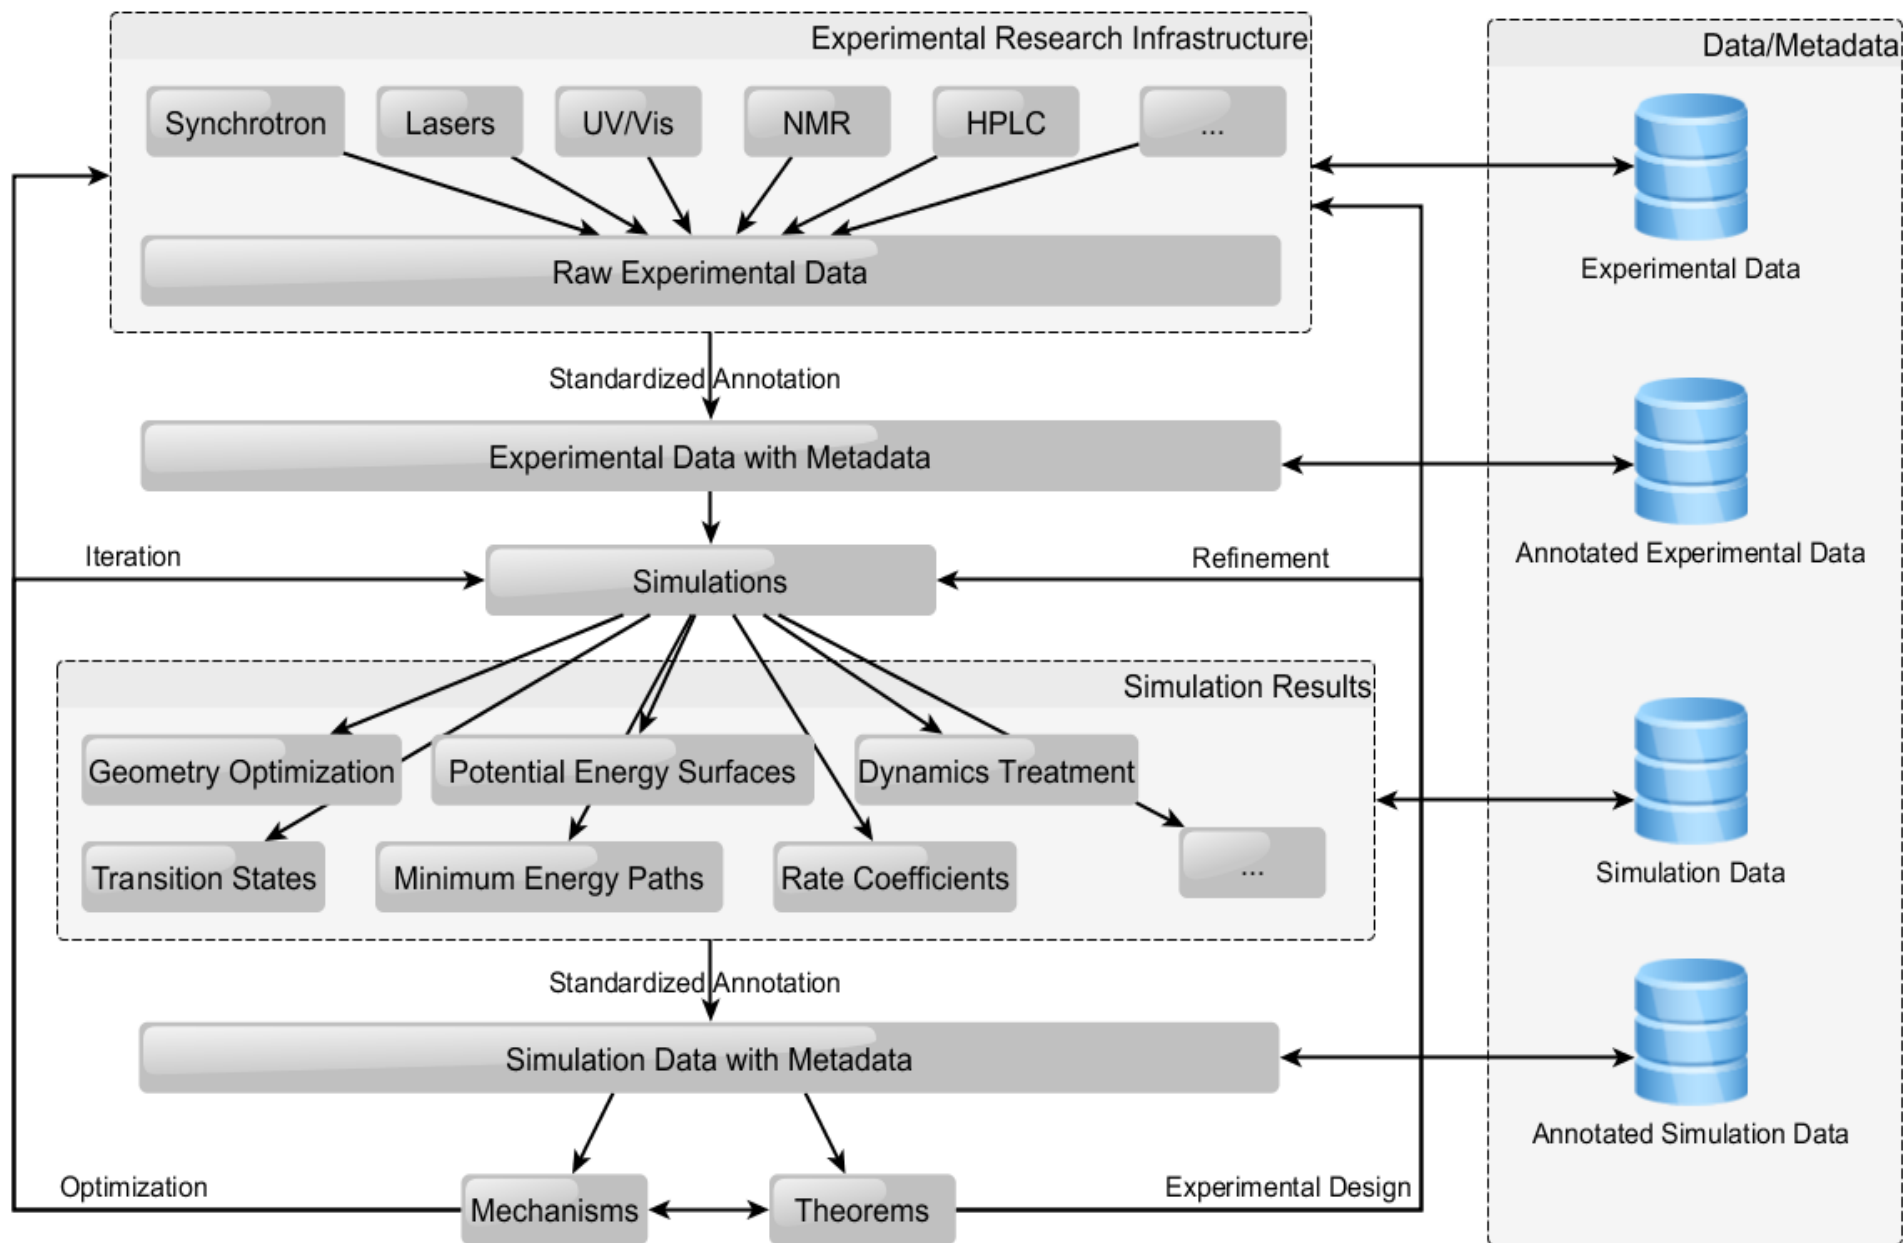 Experimental Research Infrastructure
Data/Metadata
Synchrotron
Lasers
UV/Vis
NMR
HPLC
...
Raw Experimental Data
Experimental Data
Standardized Annotation
Experimental Data with Metadata
Annotated Experimental Data
Iteration
Simulations
Refinement
Simulation Results
Geometry Optimization
Potential Energy Surfaces
Dynamics Treatment
Transition States
Minimum Energy Paths
Rate Coefficients
...
Simulation Data
Standardized Annotation
Simulation Data with Metadata
Annotated Simulation Data
Optimization
Mechanisms
Theorems
Experimental Design